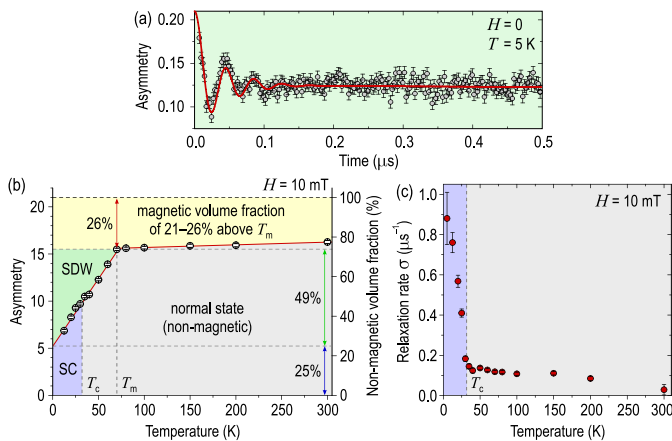 (a)
H = 0
T = 5 K
0.20
0.15
0.10
Asymmetry
0.0 0.1 0.2 0.3 0.4 0.5
Time (μs)
(b)
H = 10 mT
20
15
10
5
0
Asymmetry
26%
magnetic volume fraction
of 21–26% above Tm
SDW
normal state
(non-magnetic)
49%
SC
Tc
Tm
25%
100
80
60
40
20
0
Non-magnetic volume fraction (%)
0 50 100 150 200 250 300
Temperature (K)
(c)
H = 10 mT
1.0
0.8
0.6
0.4
0.2
0.0
Relaxation rate σ (μs⁻¹)
Tc
0 50 100 150 200 250 300
Temperature (K)